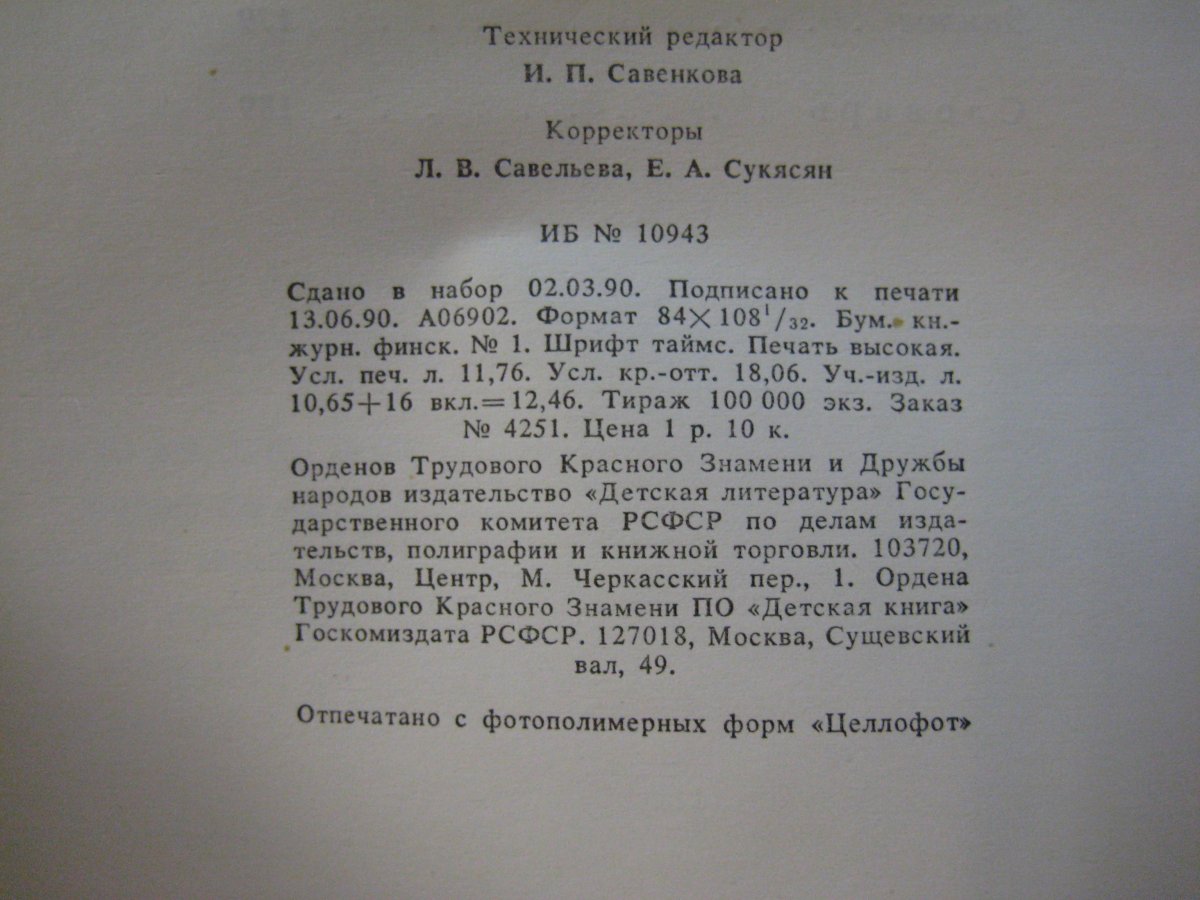 Технический редактор
И. П. Савенкова
Корректоры
Л. В. Савельева, Е. А. Сукясян
ИБ № 10943
Сдано в набор 02.03.90. Подписано к печати
13.06.90. А06902. Формат 84×108¹/₃₂. Бум. кн.-
журн. финск. № 1. Шрифт таймс. Печать высокая.
Усл. печ. л. 11,76. Усл. кр.-отт. 18,06. Уч.-изд. л.
10,65+16 вкл.=12,46. Тираж 100 000 экз. Заказ
№ 4251. Цена 1 р. 10 к.
Орденов Трудового Красного Знамени и Дружбы
народов издательство «Детская литература» Госу-
дарственного комитета РСФСР по делам изда-
тельств, полиграфии и книжной торговли. 103720,
Москва, Центр, М. Черкасский пер., 1. Ордена
Трудового Красного Знамени ПО «Детская книга»
Госкомиздата РСФСР. 127018, Москва, Сущевский
вал, 49.
Отпечатано с фотополимерных форм «Целлофот»